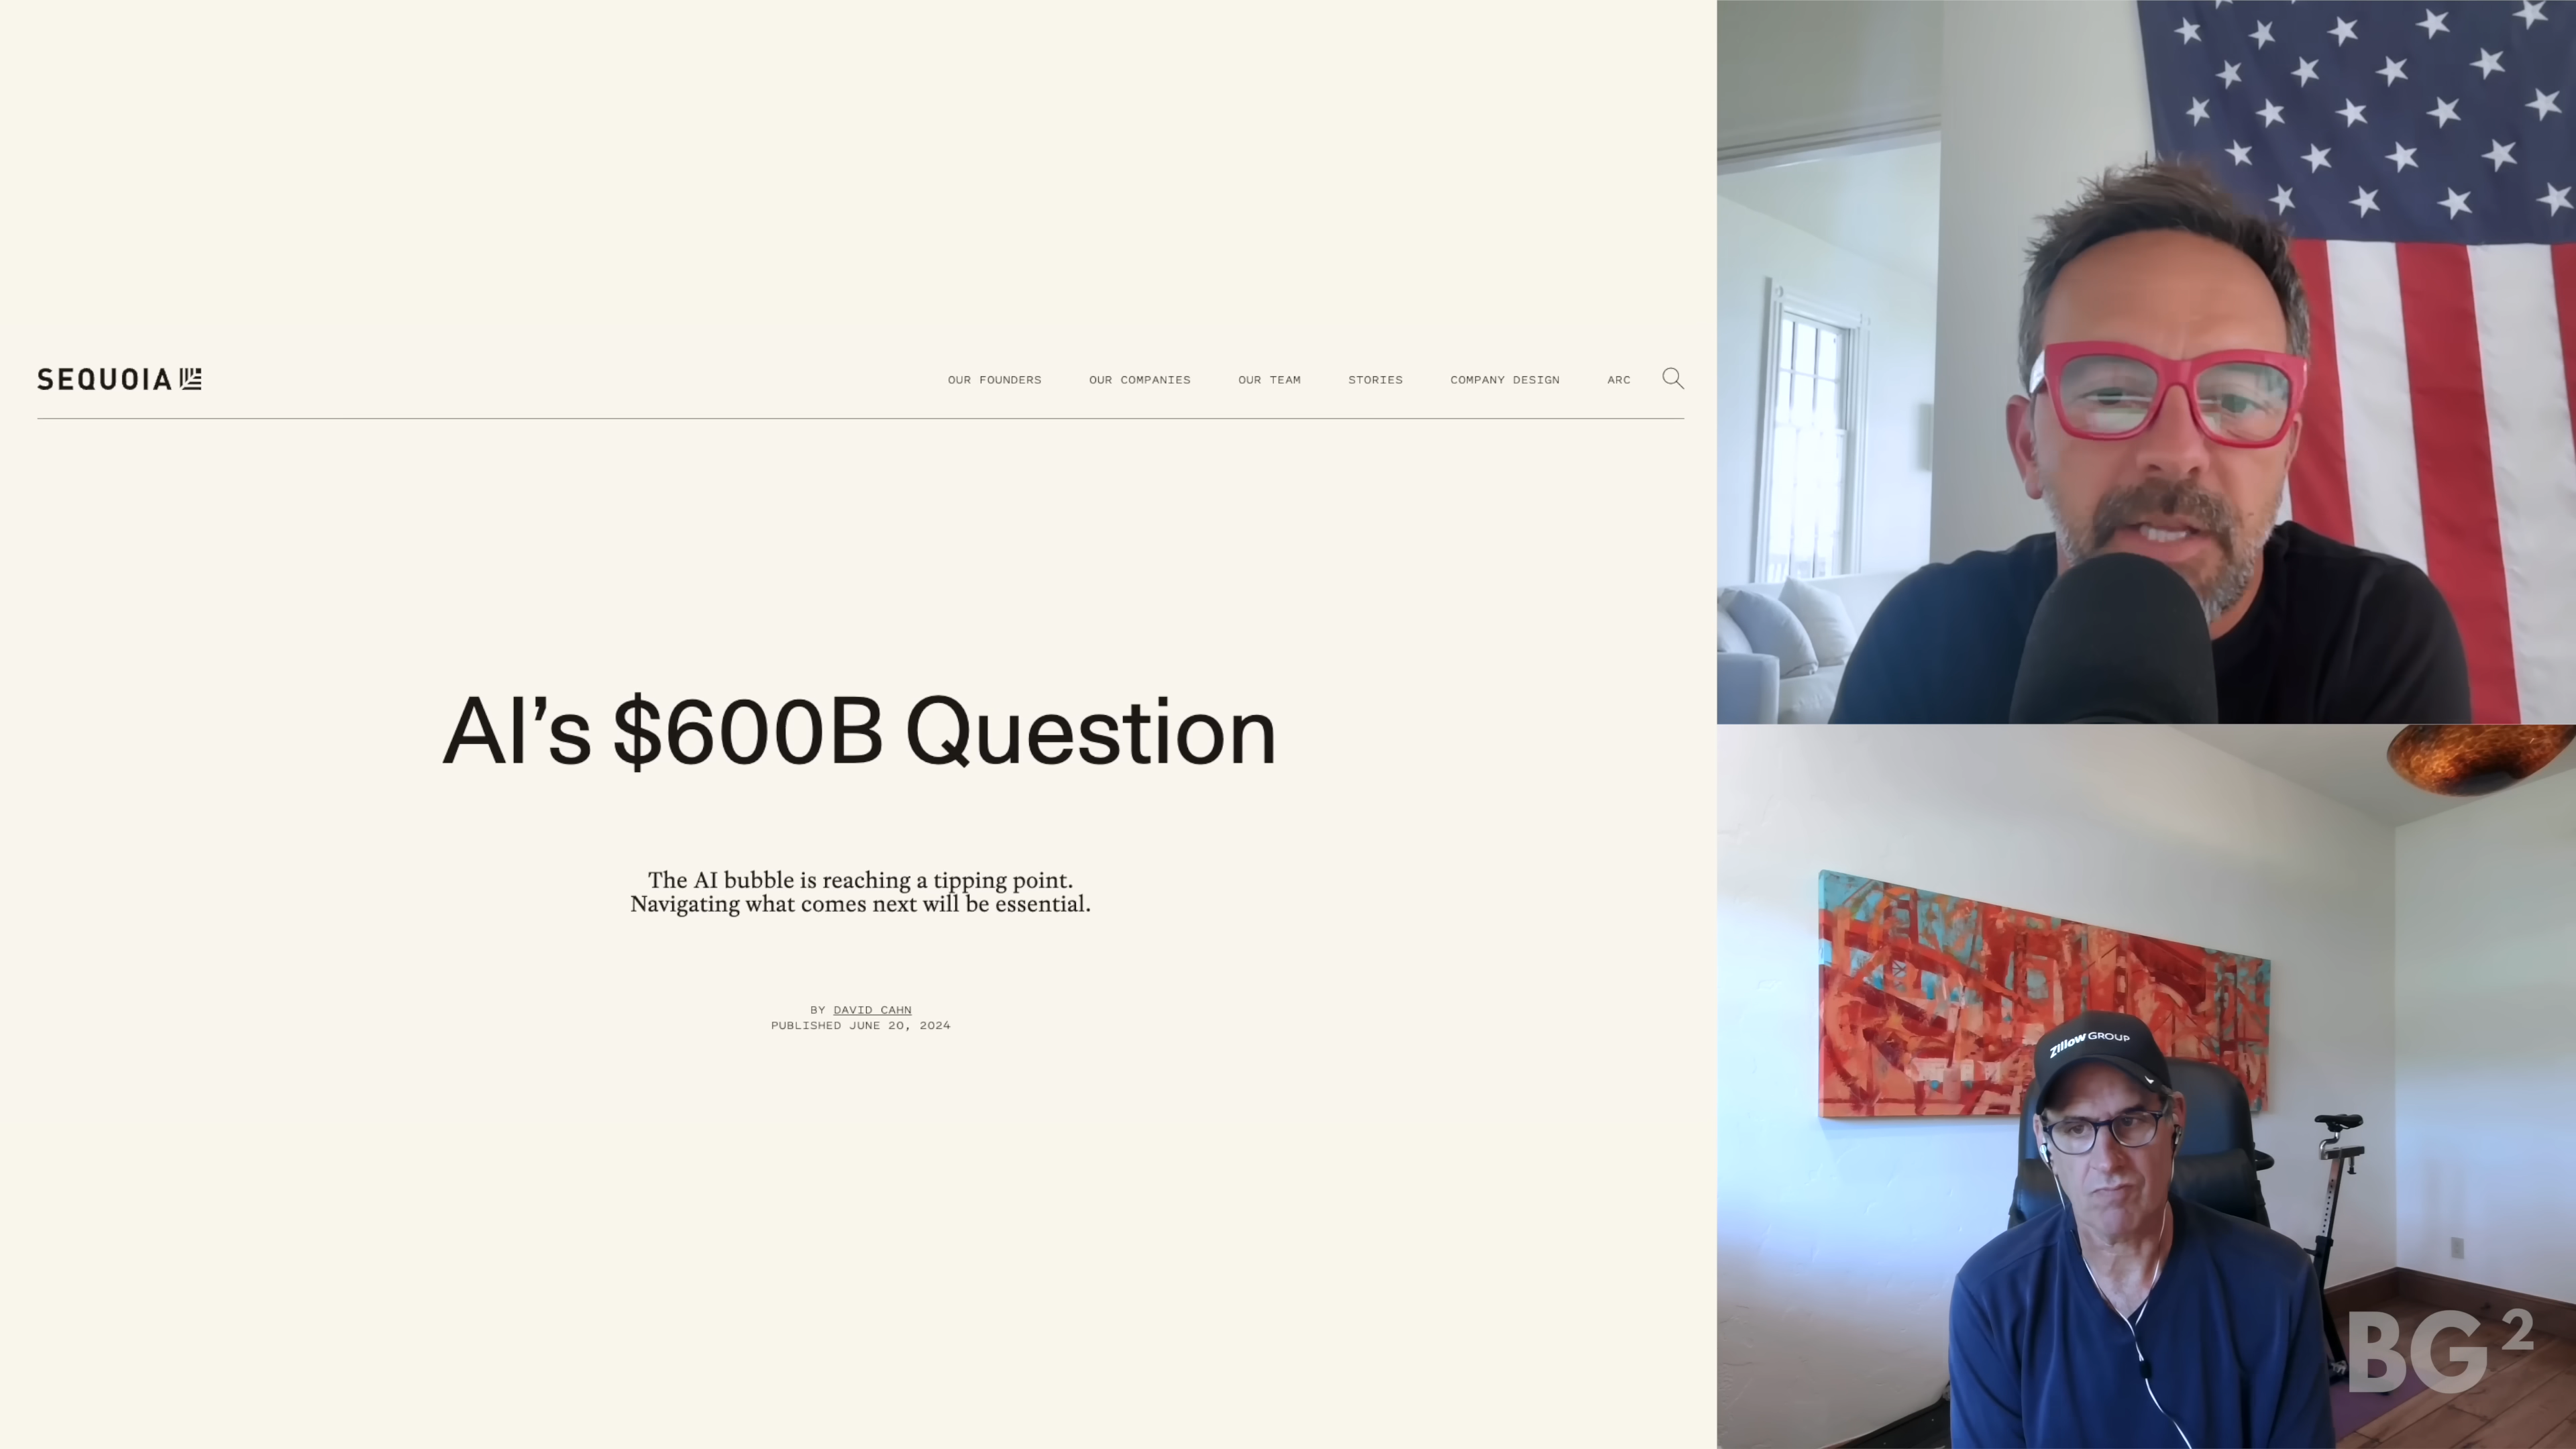 SEQUOIA
OUR FOUNDERS OUR COMPANIES OUR TEAM STORIES COMPANY DESIGN ARC
AI’s $600B Question
The AI bubble is reaching a tipping point.
Navigating what comes next will be essential.
BY DAVID CAHN
PUBLISHED JUNE 20, 2024
Zillow GROUP
BG2